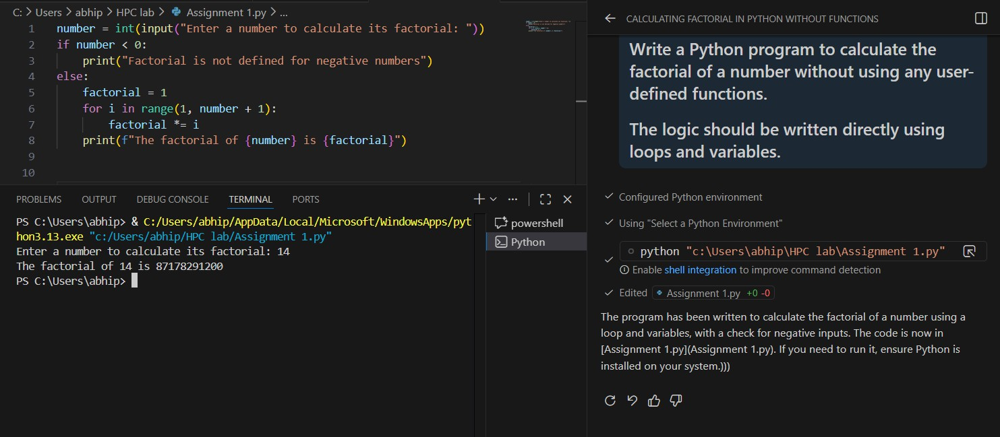 C: > Users > abhip > HPC lab > Assignment 1.py > ...
1 number = int(input("Enter a number to calculate its factorial: "))
2 if number < 0:
3     print("Factorial is not defined for negative numbers")
4 else:
5     factorial = 1
6     for i in range(1, number + 1):
7         factorial *= i
8     print(f"The factorial of {number} is {factorial}")
9
10
PROBLEMS OUTPUT DEBUG CONSOLE TERMINAL PORTS
PS C:\Users\abhip> & C:/Users/abhip/AppData/Local/Microsoft/WindowsApps/pyt
hon3.13.exe "c:/Users/abhip/HPC lab/Assignment 1.py"
Enter a number to calculate its factorial: 14
The factorial of 14 is 87178291200
PS C:\Users\abhip>
powershell
Python
CALCULATING FACTORIAL IN PYTHON WITHOUT FUNCTIONS
Write a Python program to calculate the
factorial of a number without using any user-
defined functions.
The logic should be written directly using
loops and variables.
Configured Python environment
Using "Select a Python Environment"
python "c:\Users\abhip\HPC lab\Assignment 1.py"
Enable shell integration to improve command detection
Edited Assignment 1.py +0 -0
The program has been written to calculate the factorial of a number using a
loop and variables, with a check for negative inputs. The code is now in
[Assignment 1.py](Assignment 1.py). If you need to run it, ensure Python is
installed on your system.)))